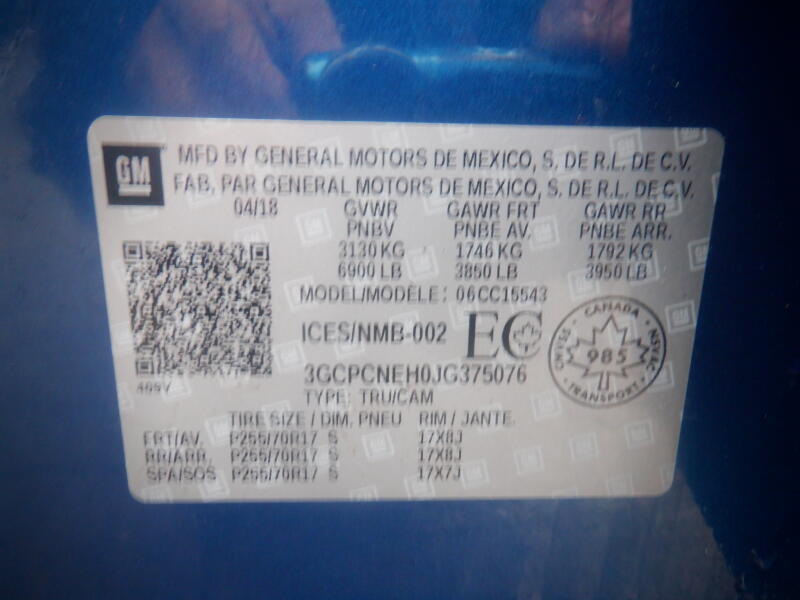 GM
MFD BY GENERAL MOTORS DE MEXICO, S. DE R.L. DE C.V.
FAB, PAR GENERAL MOTORS DE MEXICO, S. DE R.L. DE C.V.
04/18 GVWR GAWR FRT GAWR RR
PNBV PNBE AV. PNBE ARR.
3130 KG 1746 KG 1792 KG
6900 LB 3850 LB 3950 LB
MODEL/MODÈLE: 06CC15543
ICES/NMB-002 EC
CANADA
985
TRANSPORT
3GCPCNEH0JG375076
TYPE: TRU/CAM
TIRE SIZE / DIM. PNEU RIM / JANTE.
FRT/AV. P255/70R17 S 17X8J
RR/ARR. P255/70R17 S 17X8J
SPA/SOS P255/70R17 S 17X7J